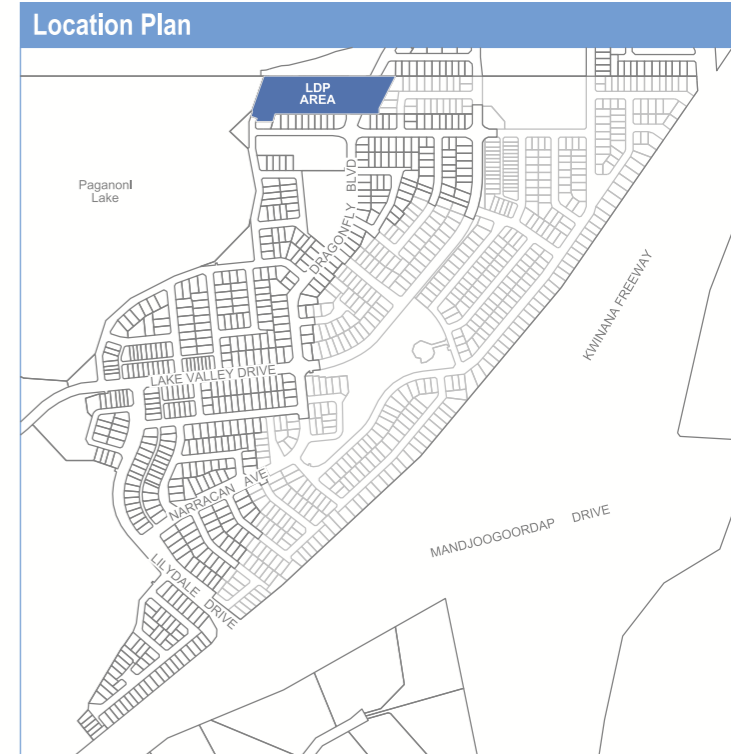 Location Plan
LDP
AREA
Paganoni
Lake
DRAGONFLY BLVD
KWINANA FREEWAY
LAKE VALLEY DRIVE
NARRACAN AVE
MANDJOOGOORDAP DRIVE
LILYDALE DRIVE